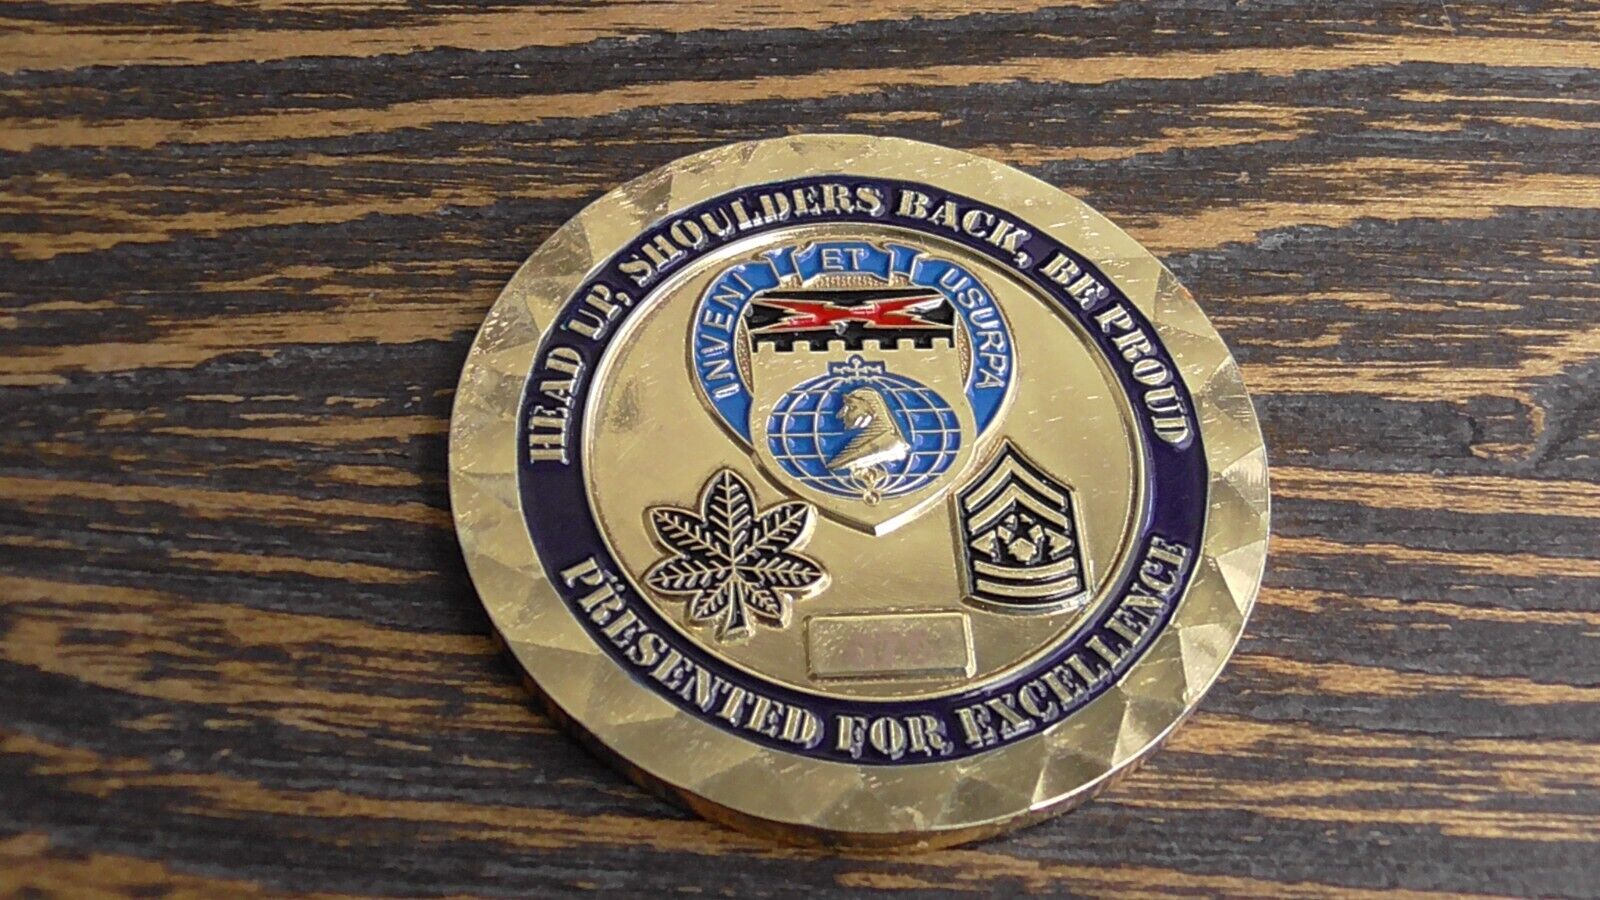 HEAD UP, SHOULDERS BACK, BE PROUD
INVENI ET USURPA
PRESENTED FOR EXCELLENCE